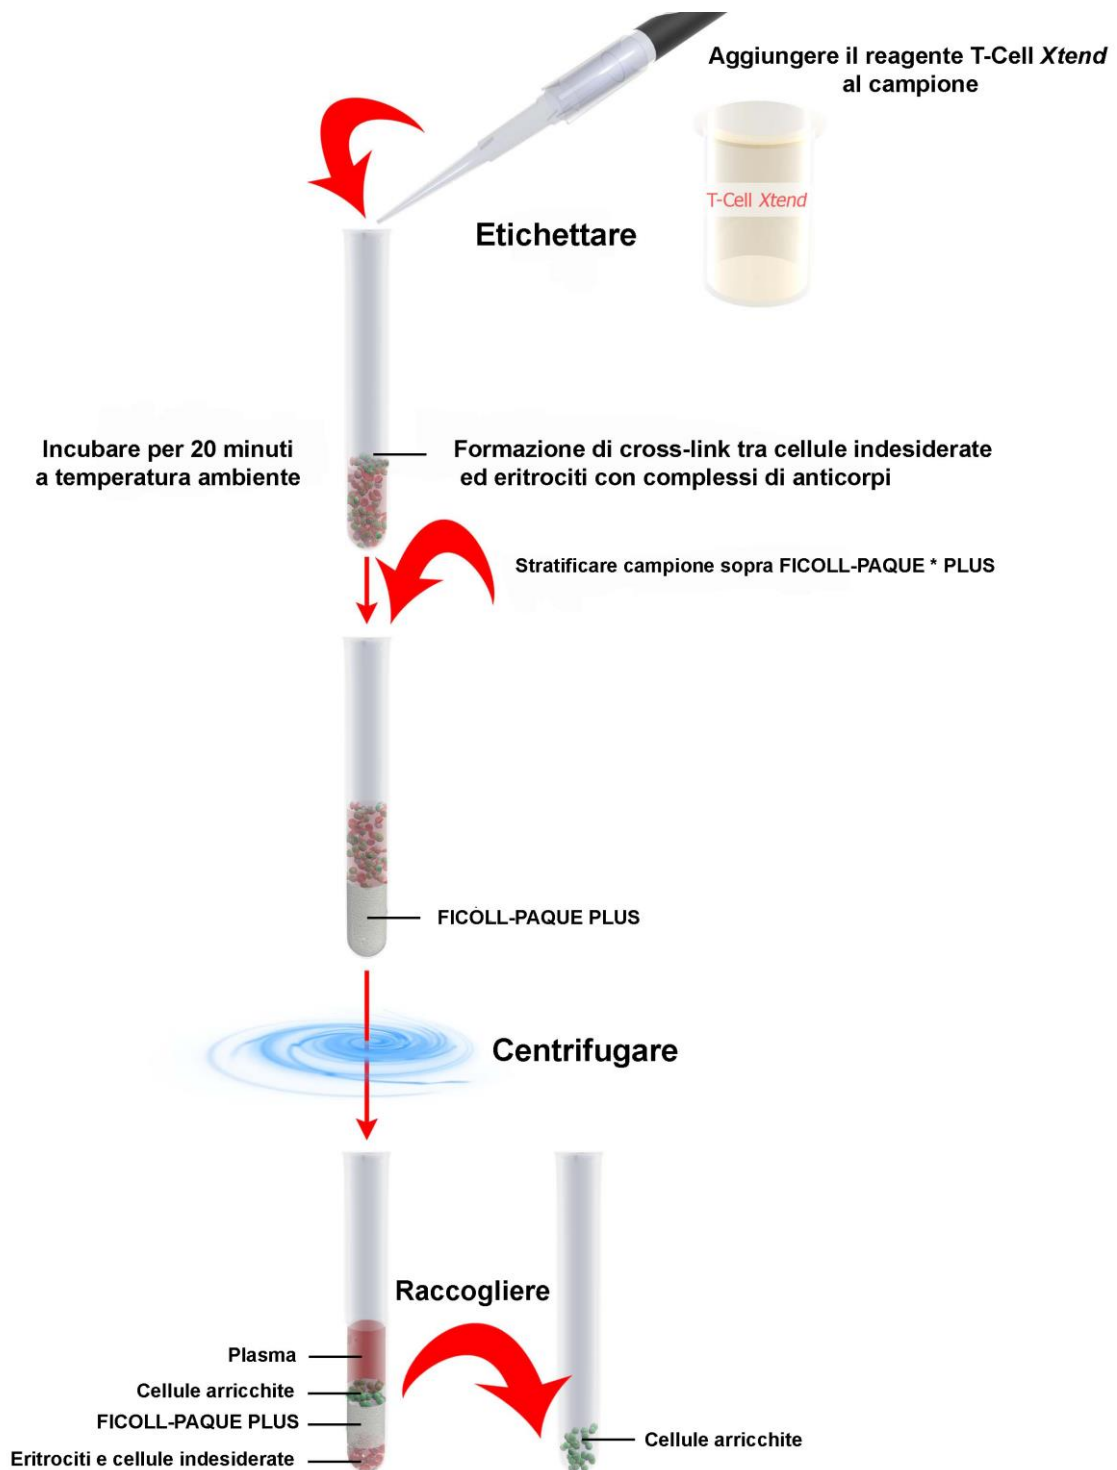 Aggiungere il reagente T-Cell Xtend
al campione
T-Cell Xtend
Etichettare
Incubare per 20 minuti
a temperatura ambiente
Formazione di cross-link tra cellule indesiderate
ed eritrociti con complessi di anticorpi
Stratificare campione sopra FICOLL-PAQUE * PLUS
FICOLL-PAQUE PLUS
Centrifugare
Raccogliere
Plasma
Cellule arricchite
FICOLL-PAQUE PLUS
Eritrociti e cellule indesiderate
Cellule arricchite